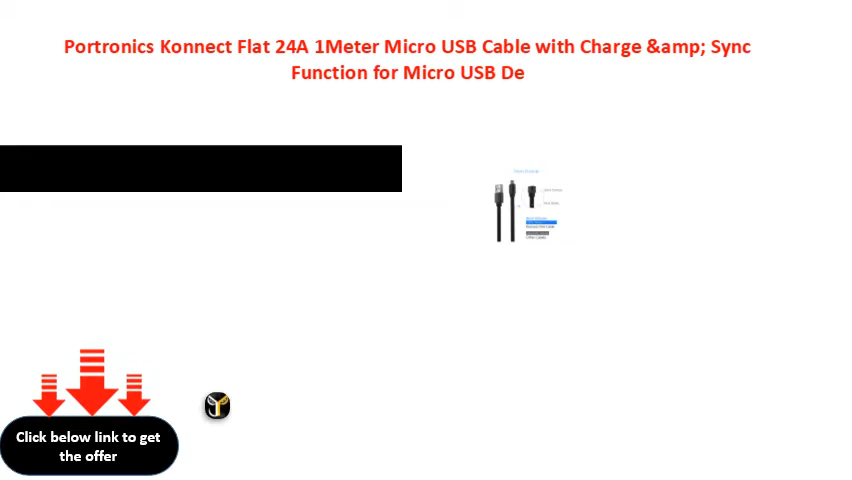 Portronics Konnect Flat 24A 1Meter Micro USB Cable with Charge &amp; Sync
Function for Micro USB De
Click below link to get
the offer